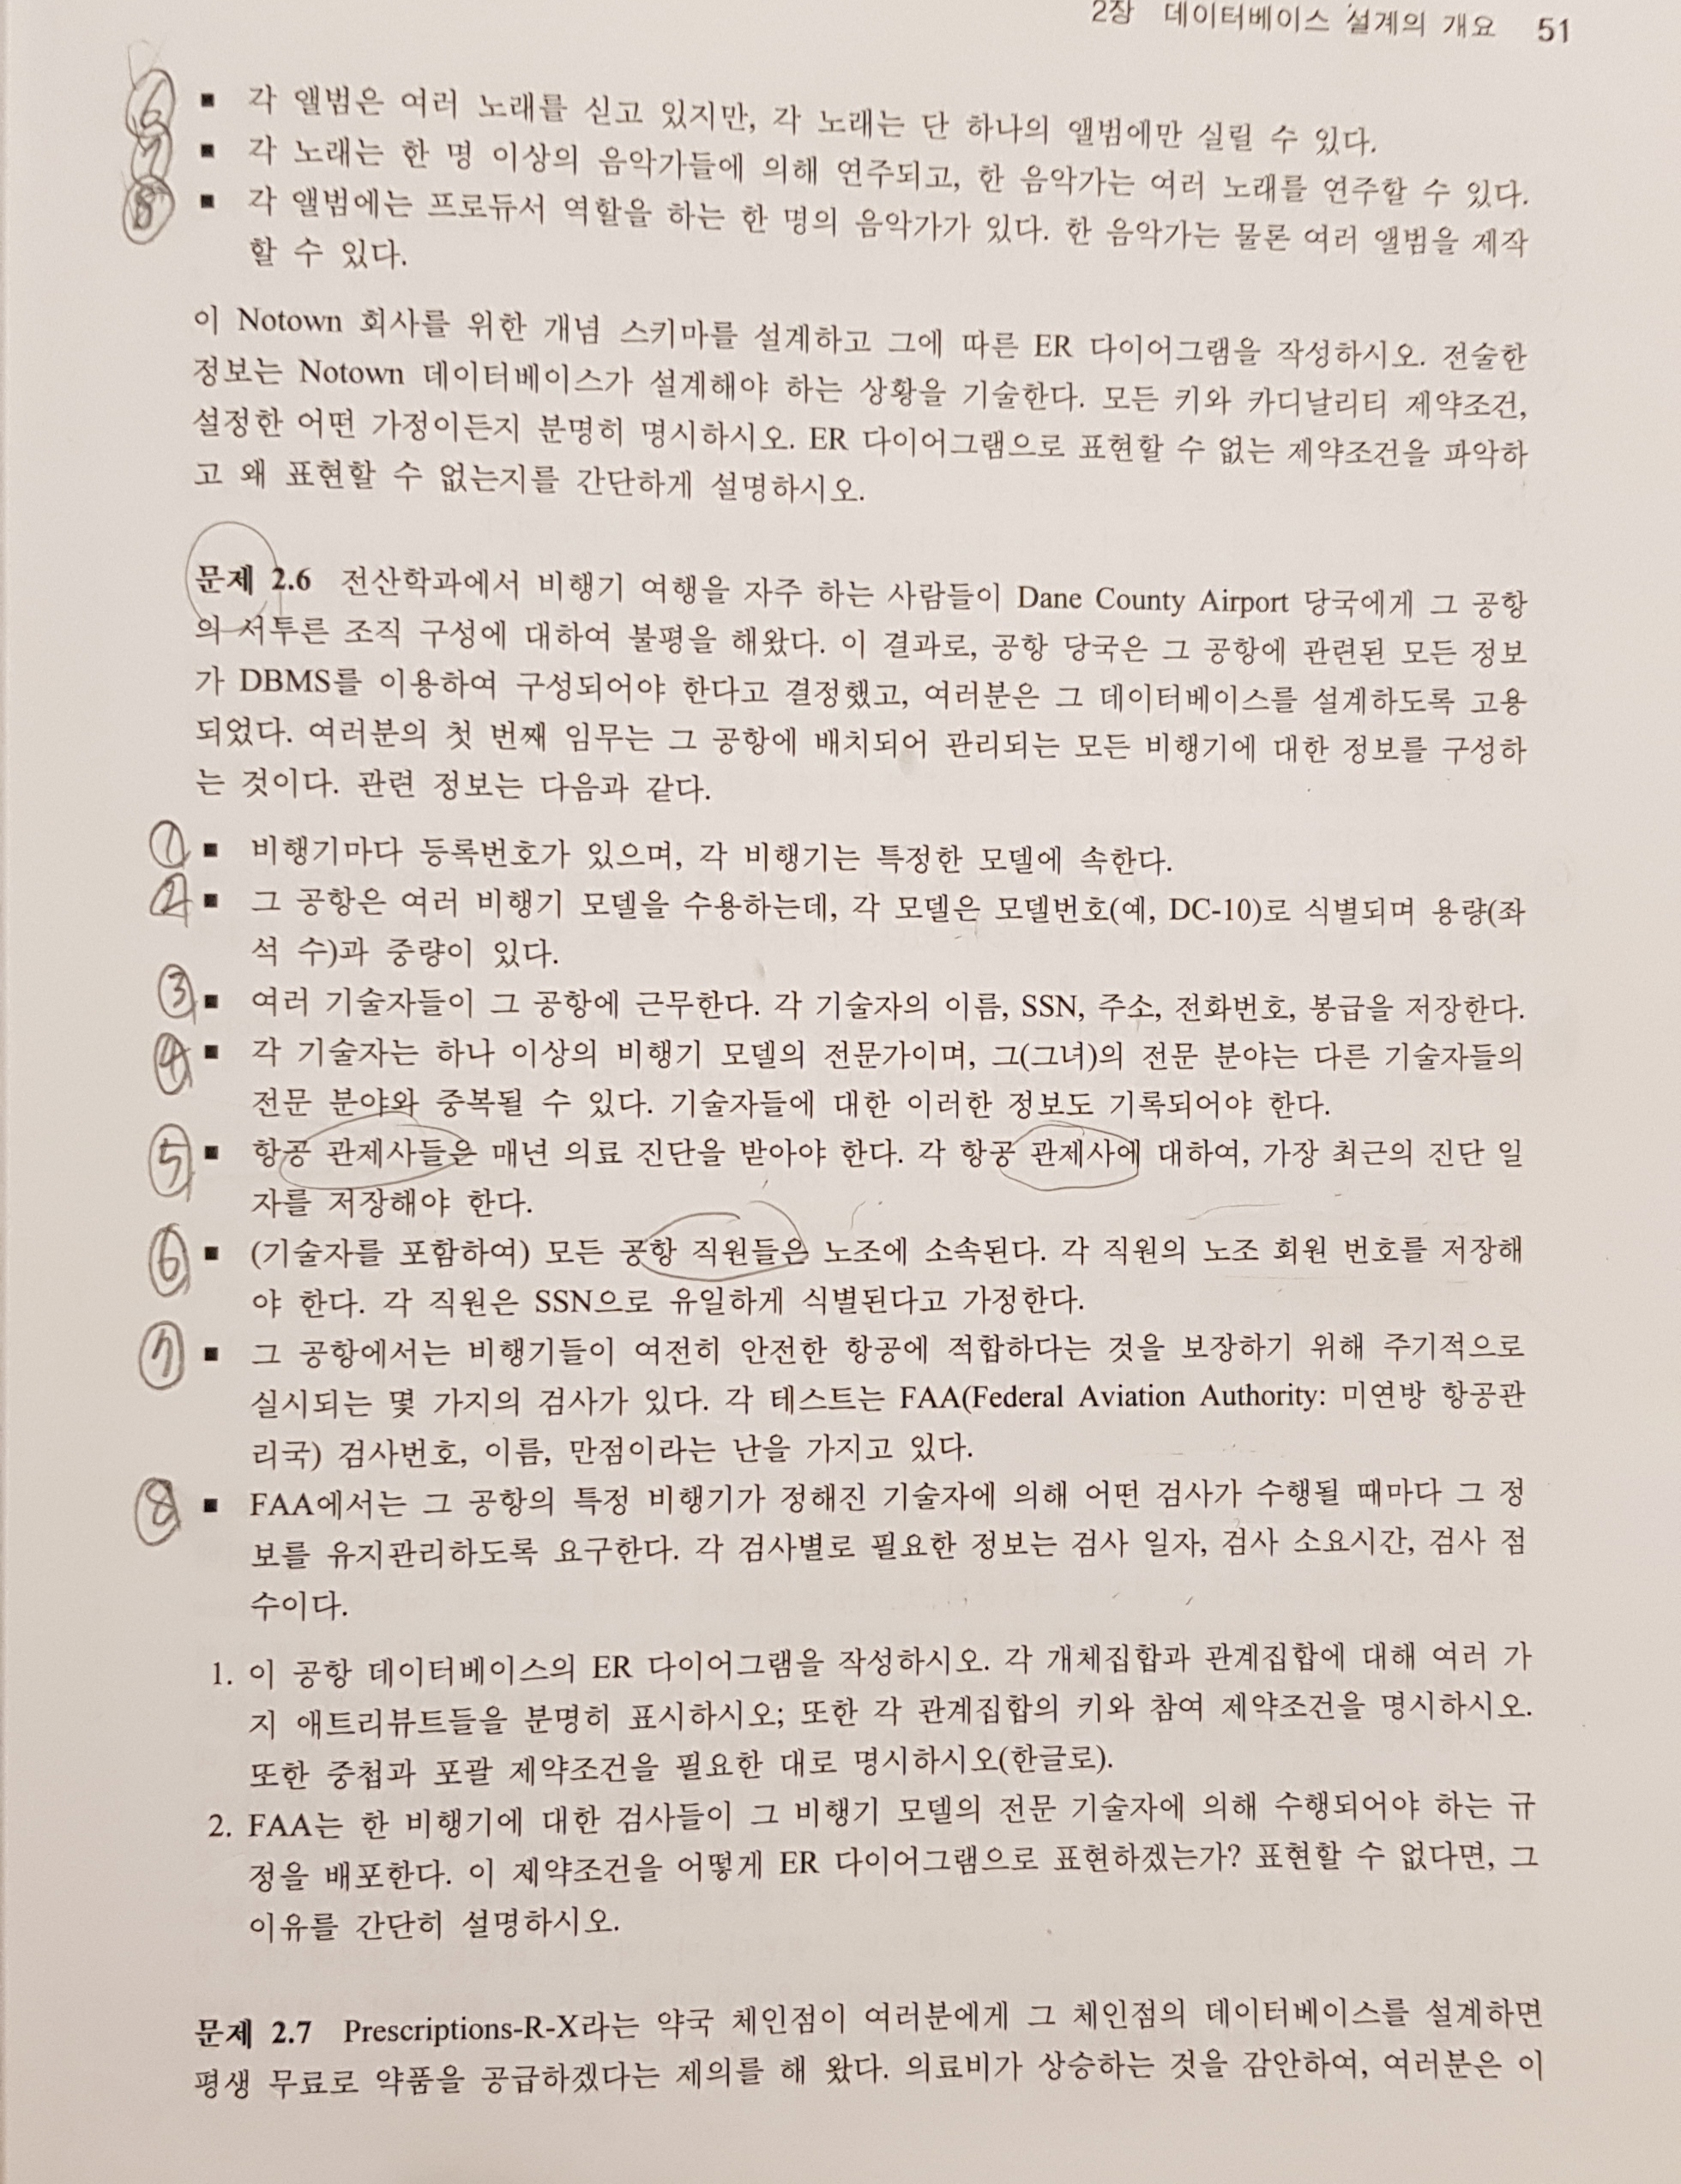 2장 데이터베이스 설계의 개요 51
6 ■ 각 앨범은 여러 노래를 싣고 있지만, 각 노래는 단 하나의 앨범에만 실릴 수 있다.
7 ■ 각 노래는 한 명 이상의 음악가들에 의해 연주되고, 한 음악가는 여러 노래를 연주할 수 있다.
8 ■ 각 앨범에는 프로듀서 역할을 하는 한 명의 음악가가 있다. 한 음악가는 물론 여러 앨범을 제작
할 수 있다.
이 Notown 회사를 위한 개념 스키마를 설계하고 그에 따른 ER 다이어그램을 작성하시오. 전술한
정보는 Notown 데이터베이스가 설계해야 하는 상황을 기술한다. 모든 키와 카디날리티 제약조건,
설정한 어떤 가정이든지 분명히 명시하시오. ER 다이어그램으로 표현할 수 없는 제약조건을 파악하
고 왜 표현할 수 없는지를 간단하게 설명하시오.
문제 2.6 전산학과에서 비행기 여행을 자주 하는 사람들이 Dane County Airport 당국에게 그 공항
의 서투른 조직 구성에 대하여 불평을 해왔다. 이 결과로, 공항 당국은 그 공항에 관련된 모든 정보
가 DBMS를 이용하여 구성되어야 한다고 결정했고, 여러분은 그 데이터베이스를 설계하도록 고용
되었다. 여러분의 첫 번째 임무는 그 공항에 배치되어 관리되는 모든 비행기에 대한 정보를 구성하
는 것이다. 관련 정보는 다음과 같다.
① ■ 비행기마다 등록번호가 있으며, 각 비행기는 특정한 모델에 속한다.
② ■ 그 공항은 여러 비행기 모델을 수용하는데, 각 모델은 모델번호(예, DC-10)로 식별되며 용량(좌
석 수)과 중량이 있다.
③ ■ 여러 기술자들이 그 공항에 근무한다. 각 기술자의 이름, SSN, 주소, 전화번호, 봉급을 저장한다.
④ ■ 각 기술자는 하나 이상의 비행기 모델의 전문가이며, 그(그녀)의 전문 분야는 다른 기술자들의
전문 분야와 중복될 수 있다. 기술자들에 대한 이러한 정보도 기록되어야 한다.
⑤ ■ 항공 관제사들은 매년 의료 진단을 받아야 한다. 각 항공 관제사에 대하여, 가장 최근의 진단 일
자를 저장해야 한다.
⑥ ■ (기술자를 포함하여) 모든 공항 직원들은 노조에 소속된다. 각 직원의 노조 회원 번호를 저장해
야 한다. 각 직원은 SSN으로 유일하게 식별된다고 가정한다.
⑦ ■ 그 공항에서는 비행기들이 여전히 안전한 항공에 적합하다는 것을 보장하기 위해 주기적으로
실시되는 몇 가지의 검사가 있다. 각 테스트는 FAA(Federal Aviation Authority: 미연방 항공관
리국) 검사번호, 이름, 만점이라는 난을 가지고 있다.
⑧ ■ FAA에서는 그 공항의 특정 비행기가 정해진 기술자에 의해 어떤 검사가 수행될 때마다 그 정
보를 유지관리하도록 요구한다. 각 검사별로 필요한 정보는 검사 일자, 검사 소요시간, 검사 점
수이다.
1. 이 공항 데이터베이스의 ER 다이어그램을 작성하시오. 각 개체집합과 관계집합에 대해 여러 가
지 애트리뷰트들을 분명히 표시하시오; 또한 각 관계집합의 키와 참여 제약조건을 명시하시오.
또한 중첩과 포괄 제약조건을 필요한 대로 명시하시오(한글로).
2. FAA는 한 비행기에 대한 검사들이 그 비행기 모델의 전문 기술자에 의해 수행되어야 하는 규
정을 배포한다. 이 제약조건을 어떻게 ER 다이어그램으로 표현하겠는가? 표현할 수 없다면, 그
이유를 간단히 설명하시오.
문제 2.7 Prescriptions-R-X라는 약국 체인점이 여러분에게 그 체인점의 데이터베이스를 설계하면
평생 무료로 약품을 공급하겠다는 제의를 해 왔다. 의료비가 상승하는 것을 감안하여, 여러분은 이